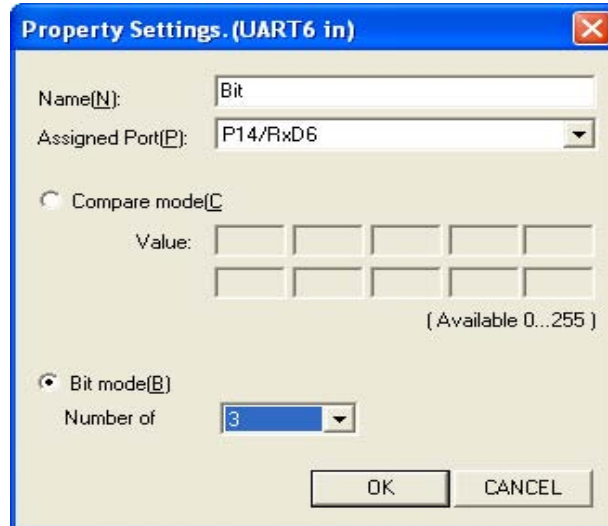 Property Settings.(UART6 in)
Name(N):
Bit
Assigned Port(P):
P14/RxD6
Compare mode(C
Value:
( Available 0...255 )
Bit mode(B)
Number of
3
OK
CANCEL